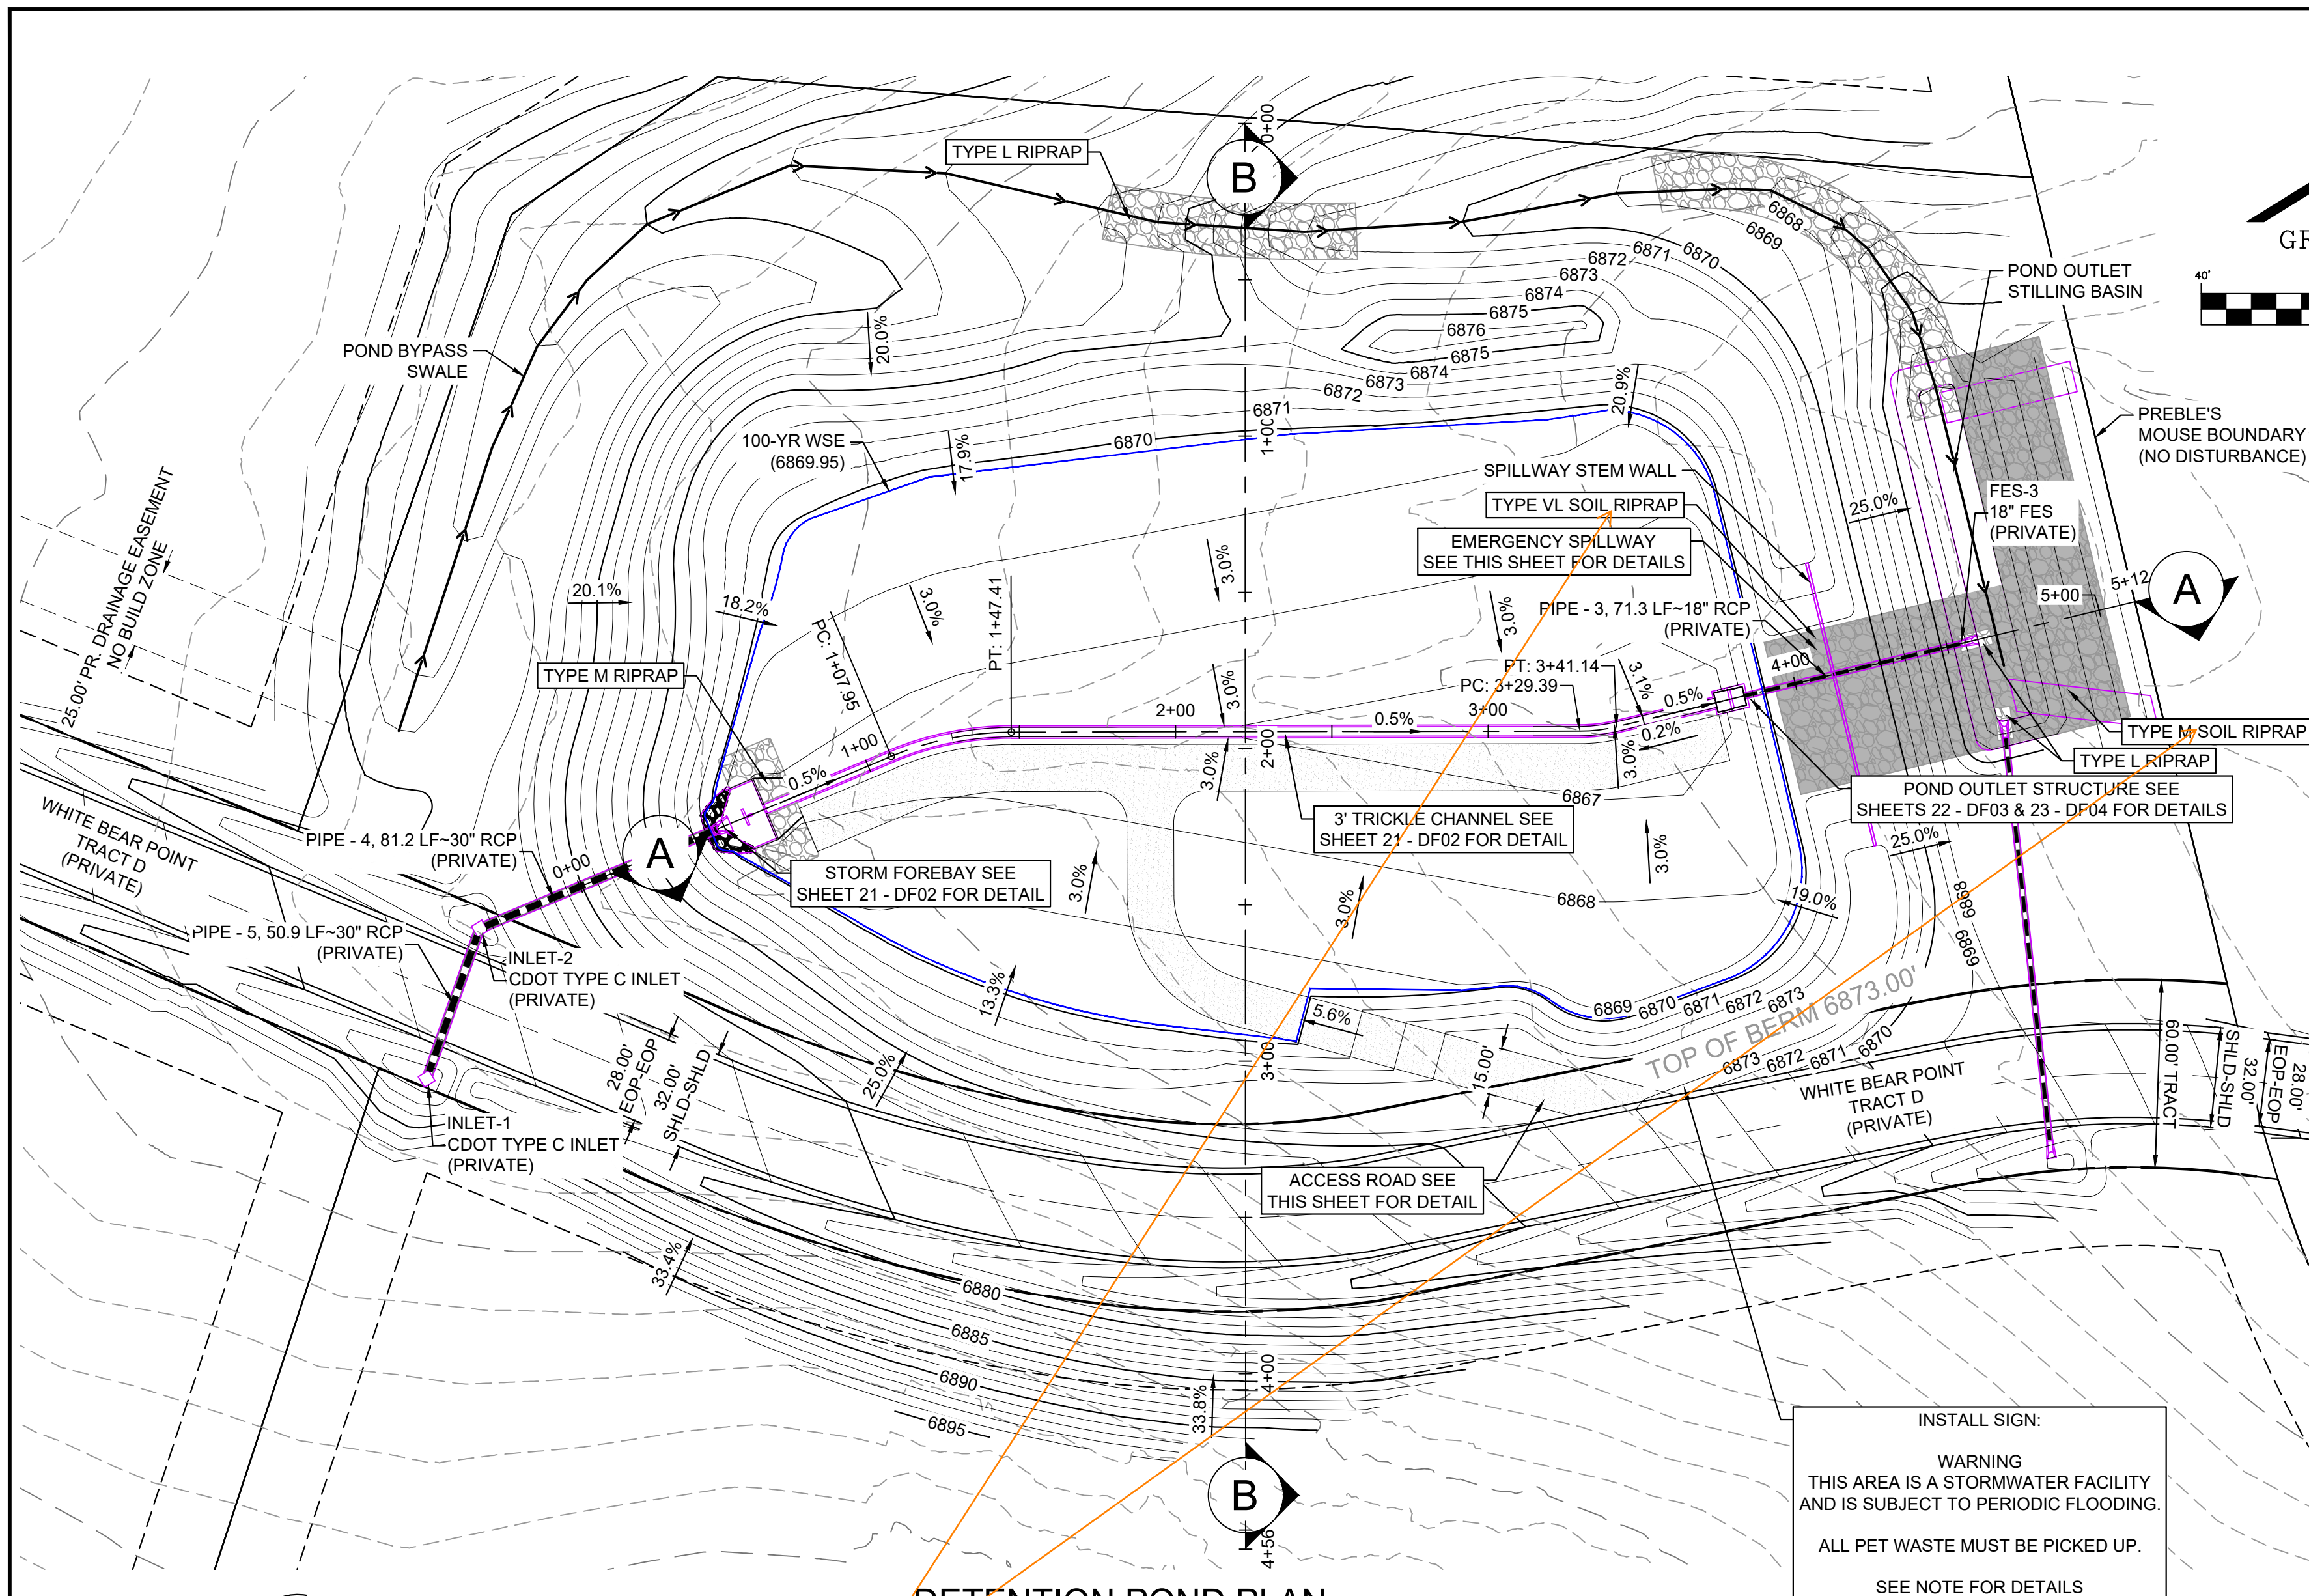 0+00
TYPE L RIPRAP
B
6868
6869
6870
6871
6872
6873
6874
6875
6876
6875
6874
6873
6872
6871
6870
POND OUTLET
STILLING BASIN
40'
POND BYPASS
SWALE
20.0%
20.9%
1+00
100-YR WSE
(6869.95)
17.9%
PREBLE'S
MOUSE BOUNDARY
(NO DISTURBANCE)
SPILLWAY STEM WALL
TYPE VL SOIL RIPRAP
EMERGENCY SPILLWAY
SEE THIS SHEET FOR DETAILS
25.0%
FES-3
18" FES
(PRIVATE)
25.00' PR. DRAINAGE EASEMENT
NO BUILD ZONE
20.1%
18.2%
3.0%
3.0%
3.0%
PC: 1+07.95
PT: 1+47.41
PIPE - 3, 71.3 LF~18" RCP
(PRIVATE)
5+00
5+12
A
TYPE M RIPRAP
PT: 3+41.14
PC: 3+29.39
3.1%
0.5%
4+00
3.0%
2+00
0.5%
3+00
0.2%
1+00
0.5%
3.0%
2+00
3.0%
TYPE M SOIL RIPRAP
TYPE L RIPRAP
POND OUTLET STRUCTURE SEE
SHEETS 22 - DF03 & 23 - DF04 FOR DETAILS
6867
3' TRICKLE CHANNEL SEE
SHEET 21 - DF02 FOR DETAIL
WHITE BEAR POINT
TRACT D
(PRIVATE)
PIPE - 4, 81.2 LF~30" RCP
(PRIVATE)
0+00
A
STORM FOREBAY SEE
SHEET 21 - DF02 FOR DETAIL
3.0%
3.0%
3.0%
25.0%
6868
19.0%
6868
6869
PIPE - 5, 50.9 LF~30" RCP
(PRIVATE)
INLET-2
CDOT TYPE C INLET
(PRIVATE)
13.3%
5.6%
6869
6870
6871
6872
6873
TOP OF BERM 6873.00'
28.00'
EOP-EOP
32.00'
SHLD-SHLD
25.0%
3+00
15.00'
6873
6872
6871
6870
WHITE BEAR POINT
TRACT D
(PRIVATE)
60.00' TRACT
SHLD-SHLD
32.00'
EOP-EOP
28.00'
INLET-1
CDOT TYPE C INLET
(PRIVATE)
ACCESS ROAD SEE
THIS SHEET FOR DETAIL
33.4%
6880
6885
6890
6895
33.8%
4+00
B
4+56
INSTALL SIGN:
WARNING
THIS AREA IS A STORMWATER FACILITY
AND IS SUBJECT TO PERIODIC FLOODING.
ALL PET WASTE MUST BE PICKED UP.
SEE NOTE FOR DETAILS
DETENTION POND PLAN